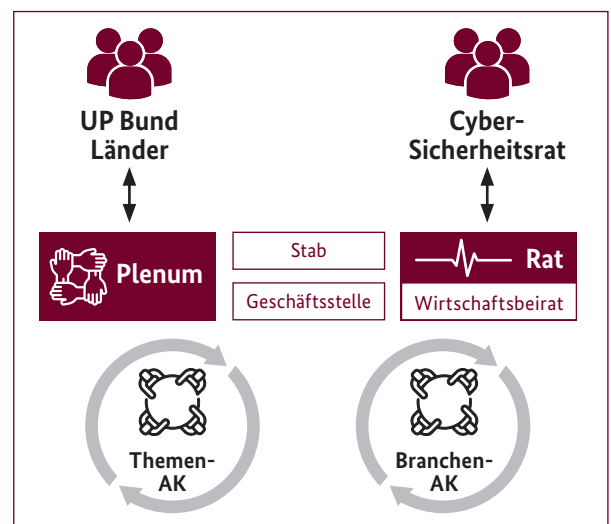 UP Bund
Länder
Cyber-
Sicherheitsrat
Plenum
Stab
Geschäftsstelle
Rat
Wirtschaftsbeirat
Themen-
AK
Branchen-
AK